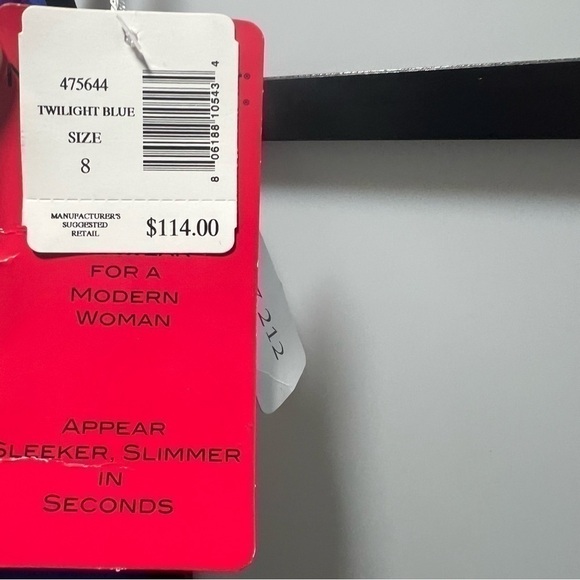 475644
TWILIGHT BLUE
SIZE
8
8 06188 10543 4
MANUFACTURER'S
SUGGESTED
RETAIL
$114.00
FOR A
MODERN
WOMAN
212
APPEAR
SLEEKER, SLIMMER
IN
SECONDS